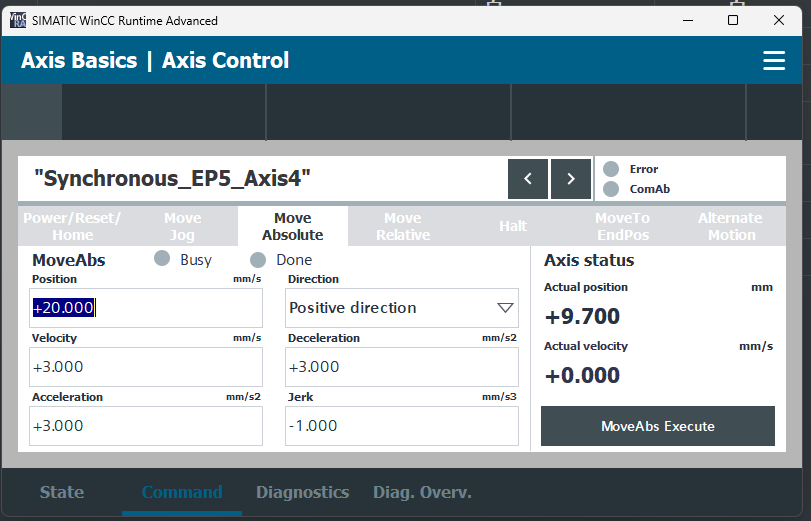 SIMATIC WinCC Runtime Advanced
Axis Basics | Axis Control
"Synchronous_EP5_Axis4"
Error
ComAb
Power/Reset/
Home
Move
Jog
Move
Absolute
Move
Relative
Halt
MoveTo
EndPos
Alternate
Motion
MoveAbs
Busy
Done
Position mm/s
+20.000
Direction
Positive direction
Velocity mm/s
+3.000
Deceleration mm/s2
+3.000
Acceleration mm/s2
+3.000
Jerk mm/s3
-1.000
Axis status
Actual position mm
+9.700
Actual velocity mm/s
+0.000
MoveAbs Execute
State Command Diagnostics Diag. Overv.